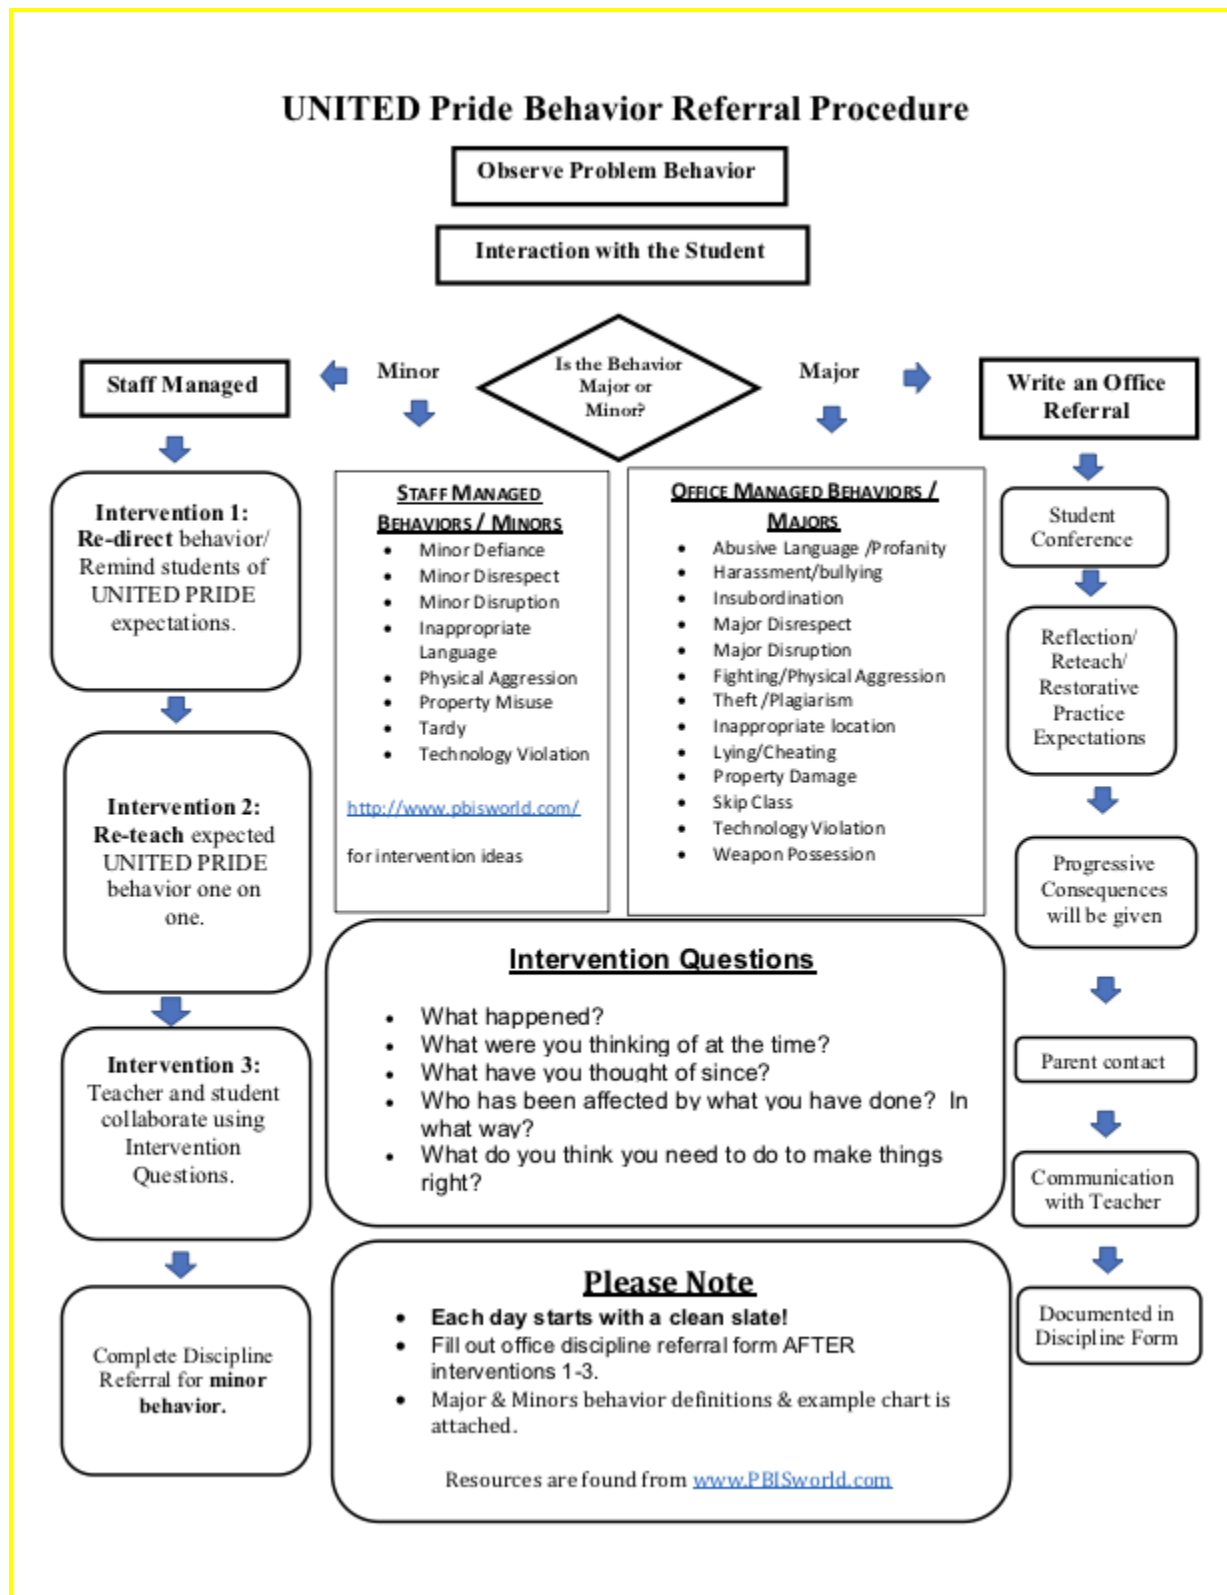 UNITED Pride Behavior Referral Procedure
Observe Problem Behavior
Interaction with the Student
Is the Behavior
Major or
Minor?
Minor
Major
Staff Managed
Write an Office
Referral
Intervention 1:
Re-direct behavior/
Remind students of
UNITED PRIDE
expectations.
Intervention 2:
Re-teach expected
UNITED PRIDE
behavior one on
one.
Intervention 3:
Teacher and student
collaborate using
Intervention
Questions.
Complete Discipline
Referral for minor
behavior.
STAFF MANAGED
BEHAVIORS / MINORS
• Minor Defiance
• Minor Disrespect
• Minor Disruption
• Inappropriate
Language
• Physical Aggression
• Property Misuse
• Tardy
• Technology Violation
http://www.pbisworld.com/
for intervention ideas
OFFICE MANAGED BEHAVIORS /
MAJORS
• Abusive Language /Profanity
• Harassment/bullying
• Insubordination
• Major Disrespect
• Major Disruption
• Fighting/Physical Aggression
• Theft /Plagiarism
• Inappropriate location
• Lying/Cheating
• Property Damage
• Skip Class
• Technology Violation
• Weapon Possession
Student
Conference
Reflection/
Reteach/
Restorative
Practice
Expectations
Progressive
Consequences
will be given
Parent contact
Communication
with Teacher
Documented in
Discipline Form
Intervention Questions
• What happened?
• What were you thinking of at the time?
• What have you thought of since?
• Who has been affected by what you have done? In
what way?
• What do you think you need to do to make things
right?
Please Note
• Each day starts with a clean slate!
• Fill out office discipline referral form AFTER
interventions 1-3.
• Major & Minors behavior definitions & example chart is
attached.
Resources are found from www.PBISworld.com